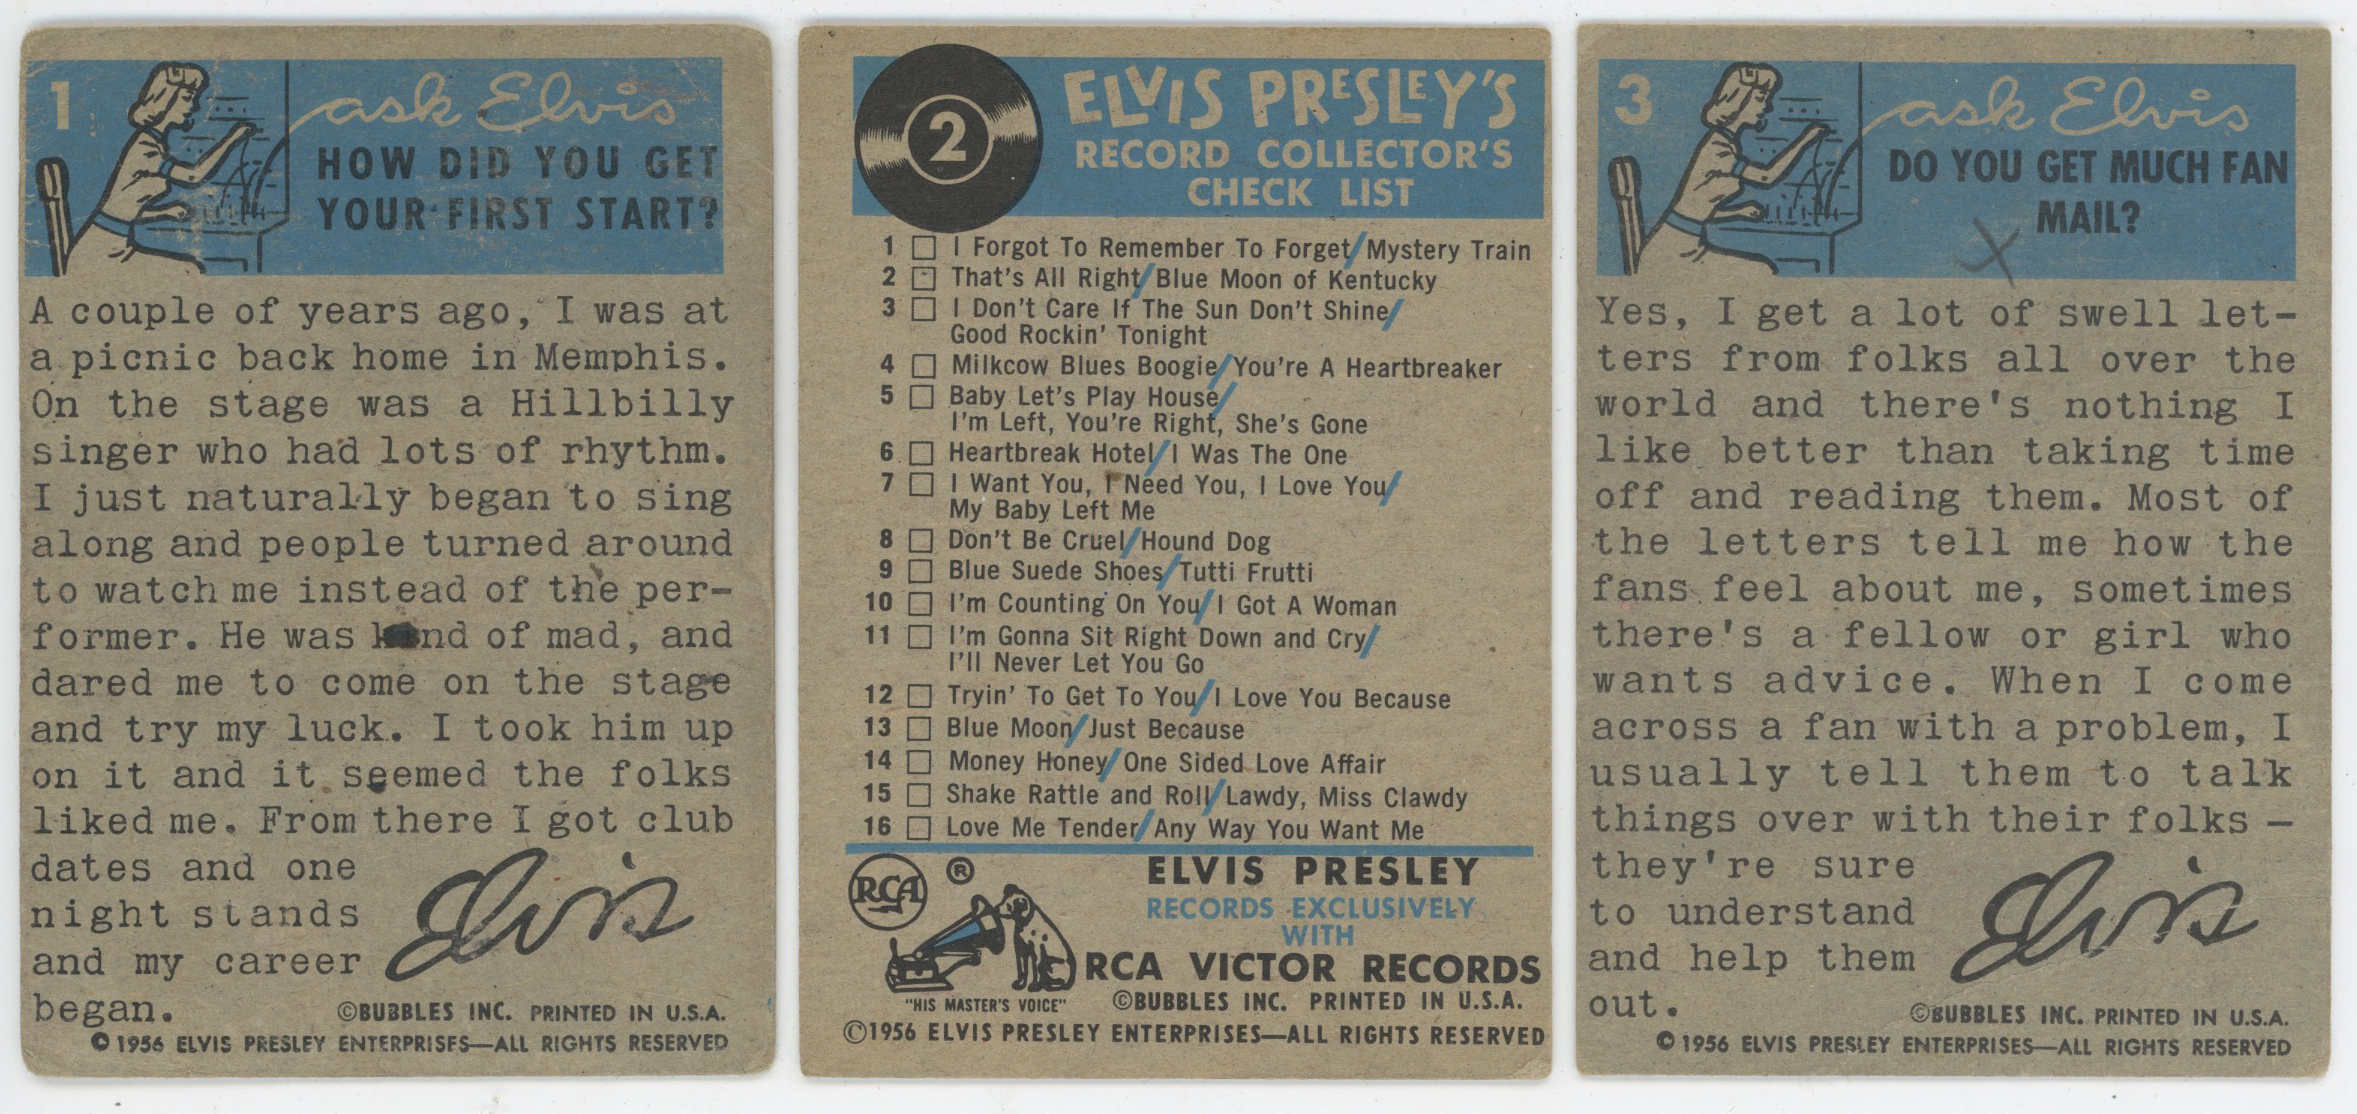 1
ask Elvis
HOW DID YOU GET
YOUR FIRST START?
A couple of years ago, I was at
a picnic back home in Memphis.
On the stage was a Hillbilly
singer who had lots of rhythm.
I just naturally began to sing
along and people turned around
to watch me instead of the per-
former. He was kind of mad, and
dared me to come on the stage
and try my luck. I took him up
on it and it seemed the folks
liked me. From there I got club
dates and one
night stands
and my career
began.
Elvis
©BUBBLES INC. PRINTED IN U.S.A.
© 1956 ELVIS PRESLEY ENTERPRISES—ALL RIGHTS RESERVED
2
ELVIS PRESLEY'S
RECORD COLLECTOR'S
CHECK LIST
1 □ I Forgot To Remember To Forget/Mystery Train
2 □ That's All Right/Blue Moon of Kentucky
3 □ I Don't Care If The Sun Don't Shine/
Good Rockin' Tonight
4 □ Milkcow Blues Boogie/You're A Heartbreaker
5 □ Baby Let's Play House/
I'm Left, You're Right, She's Gone
6 □ Heartbreak Hotel/I Was The One
7 □ I Want You, I Need You, I Love You/
My Baby Left Me
8 □ Don't Be Cruel/Hound Dog
9 □ Blue Suede Shoes/Tutti Frutti
10 □ I'm Counting On You/I Got A Woman
11 □ I'm Gonna Sit Right Down and Cry/
I'll Never Let You Go
12 □ Tryin' To Get To You/I Love You Because
13 □ Blue Moon/Just Because
14 □ Money Honey/One Sided Love Affair
15 □ Shake Rattle and Roll/Lawdy, Miss Clawdy
16 □ Love Me Tender/Any Way You Want Me
RCA ®
ELVIS PRESLEY
RECORDS EXCLUSIVELY
WITH
RCA VICTOR RECORDS
"HIS MASTER'S VOICE"
©BUBBLES INC. PRINTED IN U.S.A.
©1956 ELVIS PRESLEY ENTERPRISES—ALL RIGHTS RESERVED
3
ask Elvis
DO YOU GET MUCH FAN
MAIL?
X
Yes, I get a lot of swell let-
ters from folks all over the
world and there's nothing I
like better than taking time
off and reading them. Most of
the letters tell me how the
fans feel about me, sometimes
there's a fellow or girl who
wants advice. When I come
across a fan with a problem, I
usually tell them to talk
things over with their folks —
they're sure
to understand
and help them
out.
Elvis
©BUBBLES INC. PRINTED IN U.S.A.
© 1956 ELVIS PRESLEY ENTERPRISES—ALL RIGHTS RESERVED